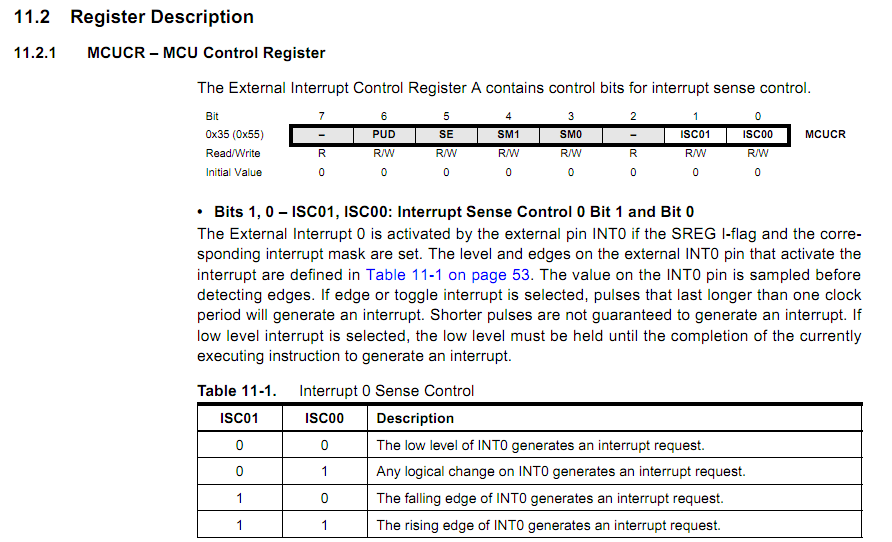 11.2 Register Description
11.2.1 MCUCR – MCU Control Register
The External Interrupt Control Register A contains control bits for interrupt sense control.
Bit 7 6 5 4 3 2 1 0
0x35 (0x55) – PUD SE SM1 SM0 – ISC01 ISC00 MCUCR
Read/Write R R/W R/W R/W R/W R R/W R/W
Initial Value 0 0 0 0 0 0 0 0
• Bits 1, 0 – ISC01, ISC00: Interrupt Sense Control 0 Bit 1 and Bit 0
The External Interrupt 0 is activated by the external pin INT0 if the SREG I-flag and the corre-
sponding interrupt mask are set. The level and edges on the external INT0 pin that activate the
interrupt are defined in Table 11-1 on page 53. The value on the INT0 pin is sampled before
detecting edges. If edge or toggle interrupt is selected, pulses that last longer than one clock
period will generate an interrupt. Shorter pulses are not guaranteed to generate an interrupt. If
low level interrupt is selected, the low level must be held until the completion of the currently
executing instruction to generate an interrupt.
Table 11-1. Interrupt 0 Sense Control
ISC01 ISC00 Description
0 0 The low level of INT0 generates an interrupt request.
0 1 Any logical change on INT0 generates an interrupt request.
1 0 The falling edge of INT0 generates an interrupt request.
1 1 The rising edge of INT0 generates an interrupt request.